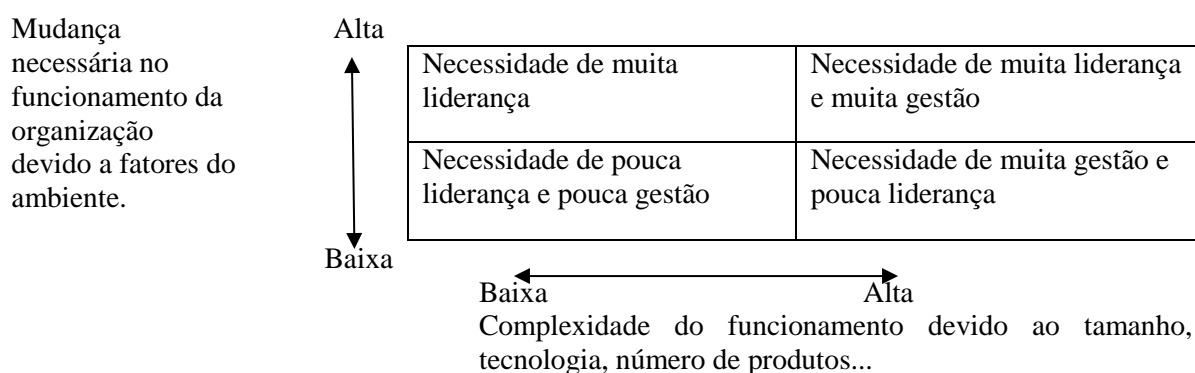 Mudança
necessária no
funcionamento da
organização
devido a fatores do
ambiente.
Alta
Necessidade de muita
liderança
Necessidade de muita liderança
e muita gestão
Necessidade de pouca
liderança e pouca gestão
Necessidade de muita gestão e
pouca liderança
Baixa
Baixa
Alta
Complexidade do funcionamento devido ao tamanho,
tecnologia, número de produtos...